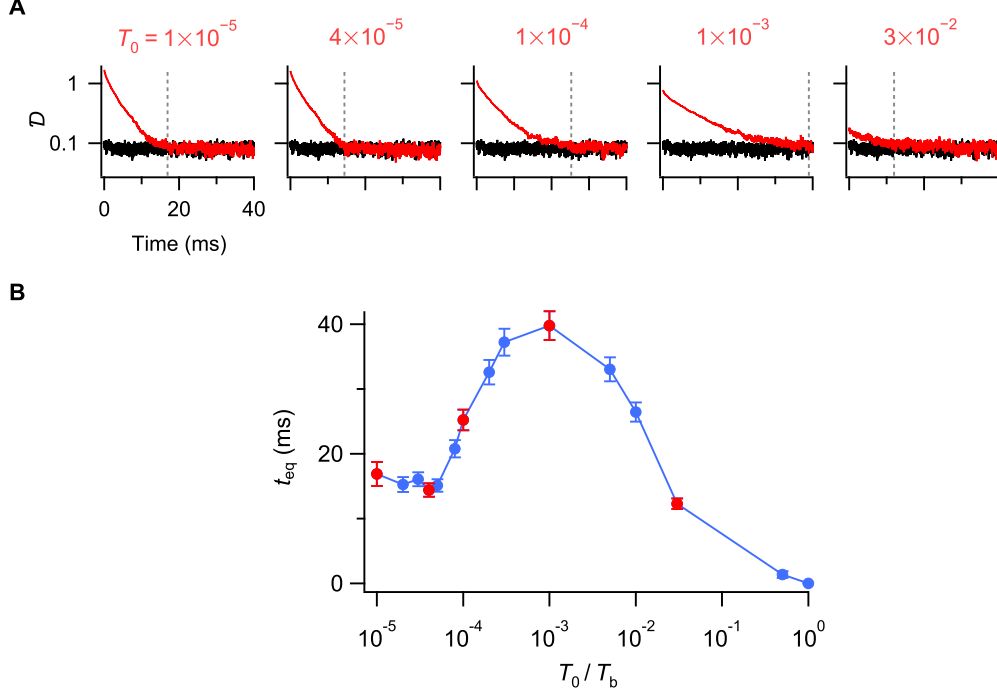 A
T₀ = 1×10⁻⁵ 4×10⁻⁵ 1×10⁻⁴ 1×10⁻³ 3×10⁻²
1
𝒟
0.1
0 20 40
Time (ms)
B
40
20
0
t_eq (ms)
10⁻⁵ 10⁻⁴ 10⁻³ 10⁻² 10⁻¹ 10⁰
T₀ / T_b